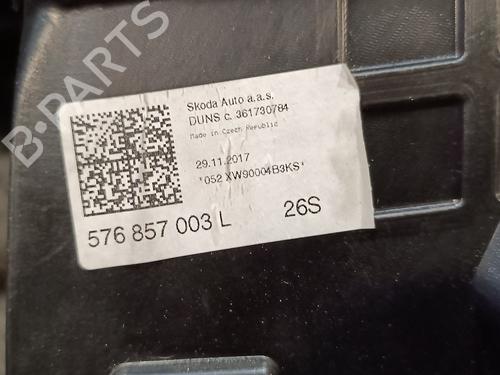 B-PARTS
Skoda Auto a.a.s.
DUNS c. 361730784
Made in Czech Republic
29.11.2017
*052 XW90004B3KS*
576 857 003 L 26S